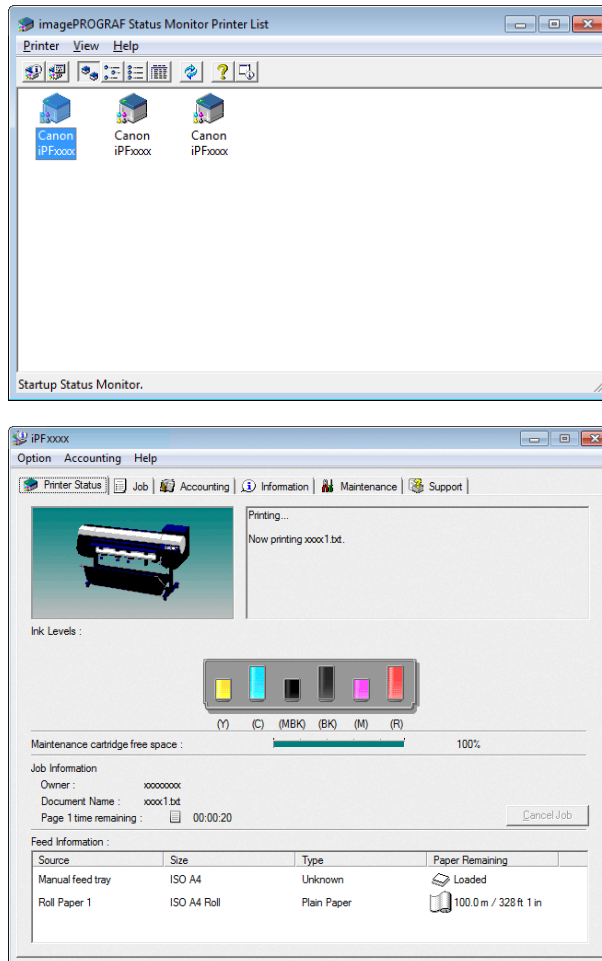 imagePROGRAF Status Monitor Printer List
Printer View Help
Canon Canon Canon
iPFxxxx iPFxxxx iPFxxxx
Startup Status Monitor.
iPFxxxx
Option Accounting Help
Printer Status Job Accounting Information Maintenance Support
Printing...
Now printing xxxx1.txt.
Ink Levels :
(Y) (C) (MBK) (BK) (M) (R)
Maintenance cartridge free space : 100%
Job Information
Owner : xxxxxxxx
Document Name : xxxx1.txt
Page 1 time remaining : 00:00:20
Cancel Job
Feed Information :
Source Size Type Paper Remaining
Manual feed tray ISO A4 Unknown Loaded
Roll Paper 1 ISO A4 Roll Plain Paper 100.0 m / 328 ft 1 in